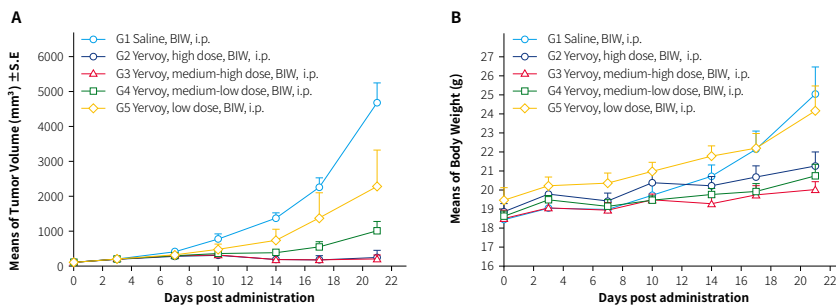 A
G1 Saline, BIW, i.p.
G2 Yervoy, high dose, BIW, i.p.
G3 Yervoy, medium-high dose, BIW, i.p.
G4 Yervoy, medium-low dose, BIW, i.p.
G5 Yervoy, low dose, BIW, i.p.
Means of Tumor Volume (mm³) ±S.E
6000
5000
4000
3000
2000
1000
0
0 2 4 6 8 10 12 14 16 18 20 22
Days post administration
B
G1 Saline, BIW, i.p.
G2 Yervoy, high dose, BIW, i.p.
G3 Yervoy, medium-high dose, BIW, i.p.
G4 Yervoy, medium-low dose, BIW, i.p.
G5 Yervoy, low dose, BIW, i.p.
Means of Body Weight (g)
27
26
25
24
23
22
21
20
19
18
17
16
0 2 4 6 8 10 12 14 16 18 20 22
Days post administration